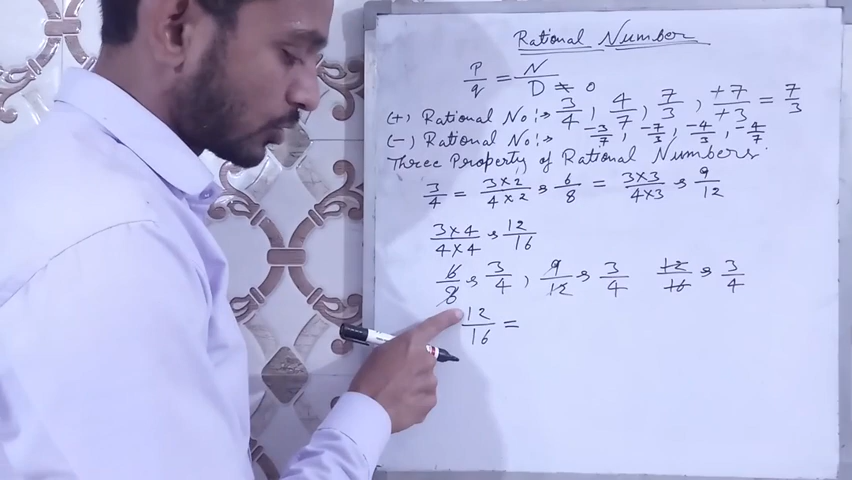 Rational Number
P/q = N/D ≠ 0
(+) Rational No:→ 3/4, 4/7, 7/3, +7/+3 = 7/3
(-) Rational No:→ -3/7, -7/3, -4/3, -4/7
Three Property of Rational Numbers.
3/4 = 3×2/4×2 ⇒ 6/8 = 3×3/4×3 ⇒ 9/12
3×4/4×4 ⇒ 12/16
6/8 ⇒ 3/4, 9/12 ⇒ 3/4 12/16 ⇒ 3/4
12/16 =